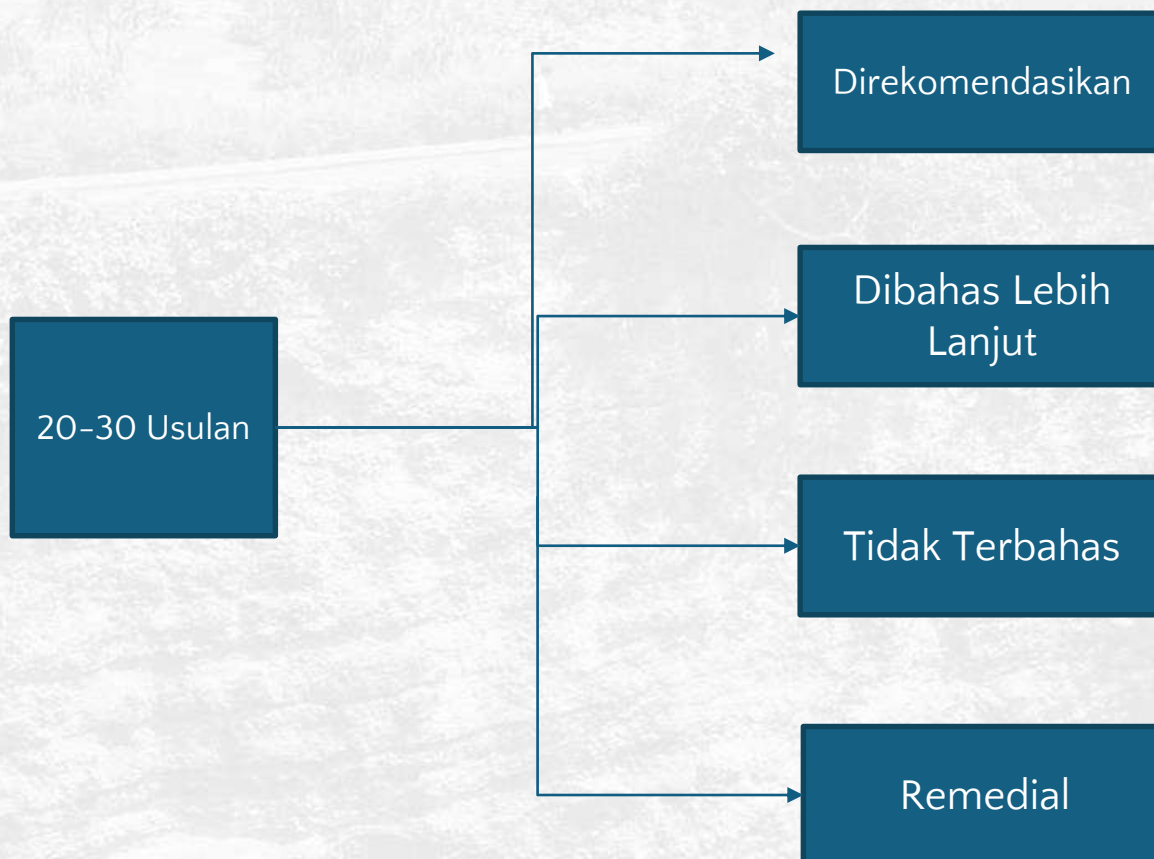 Direkomendasikan
Dibahas Lebih
Lanjut
20-30 Usulan
Tidak Terbahas
Remedial